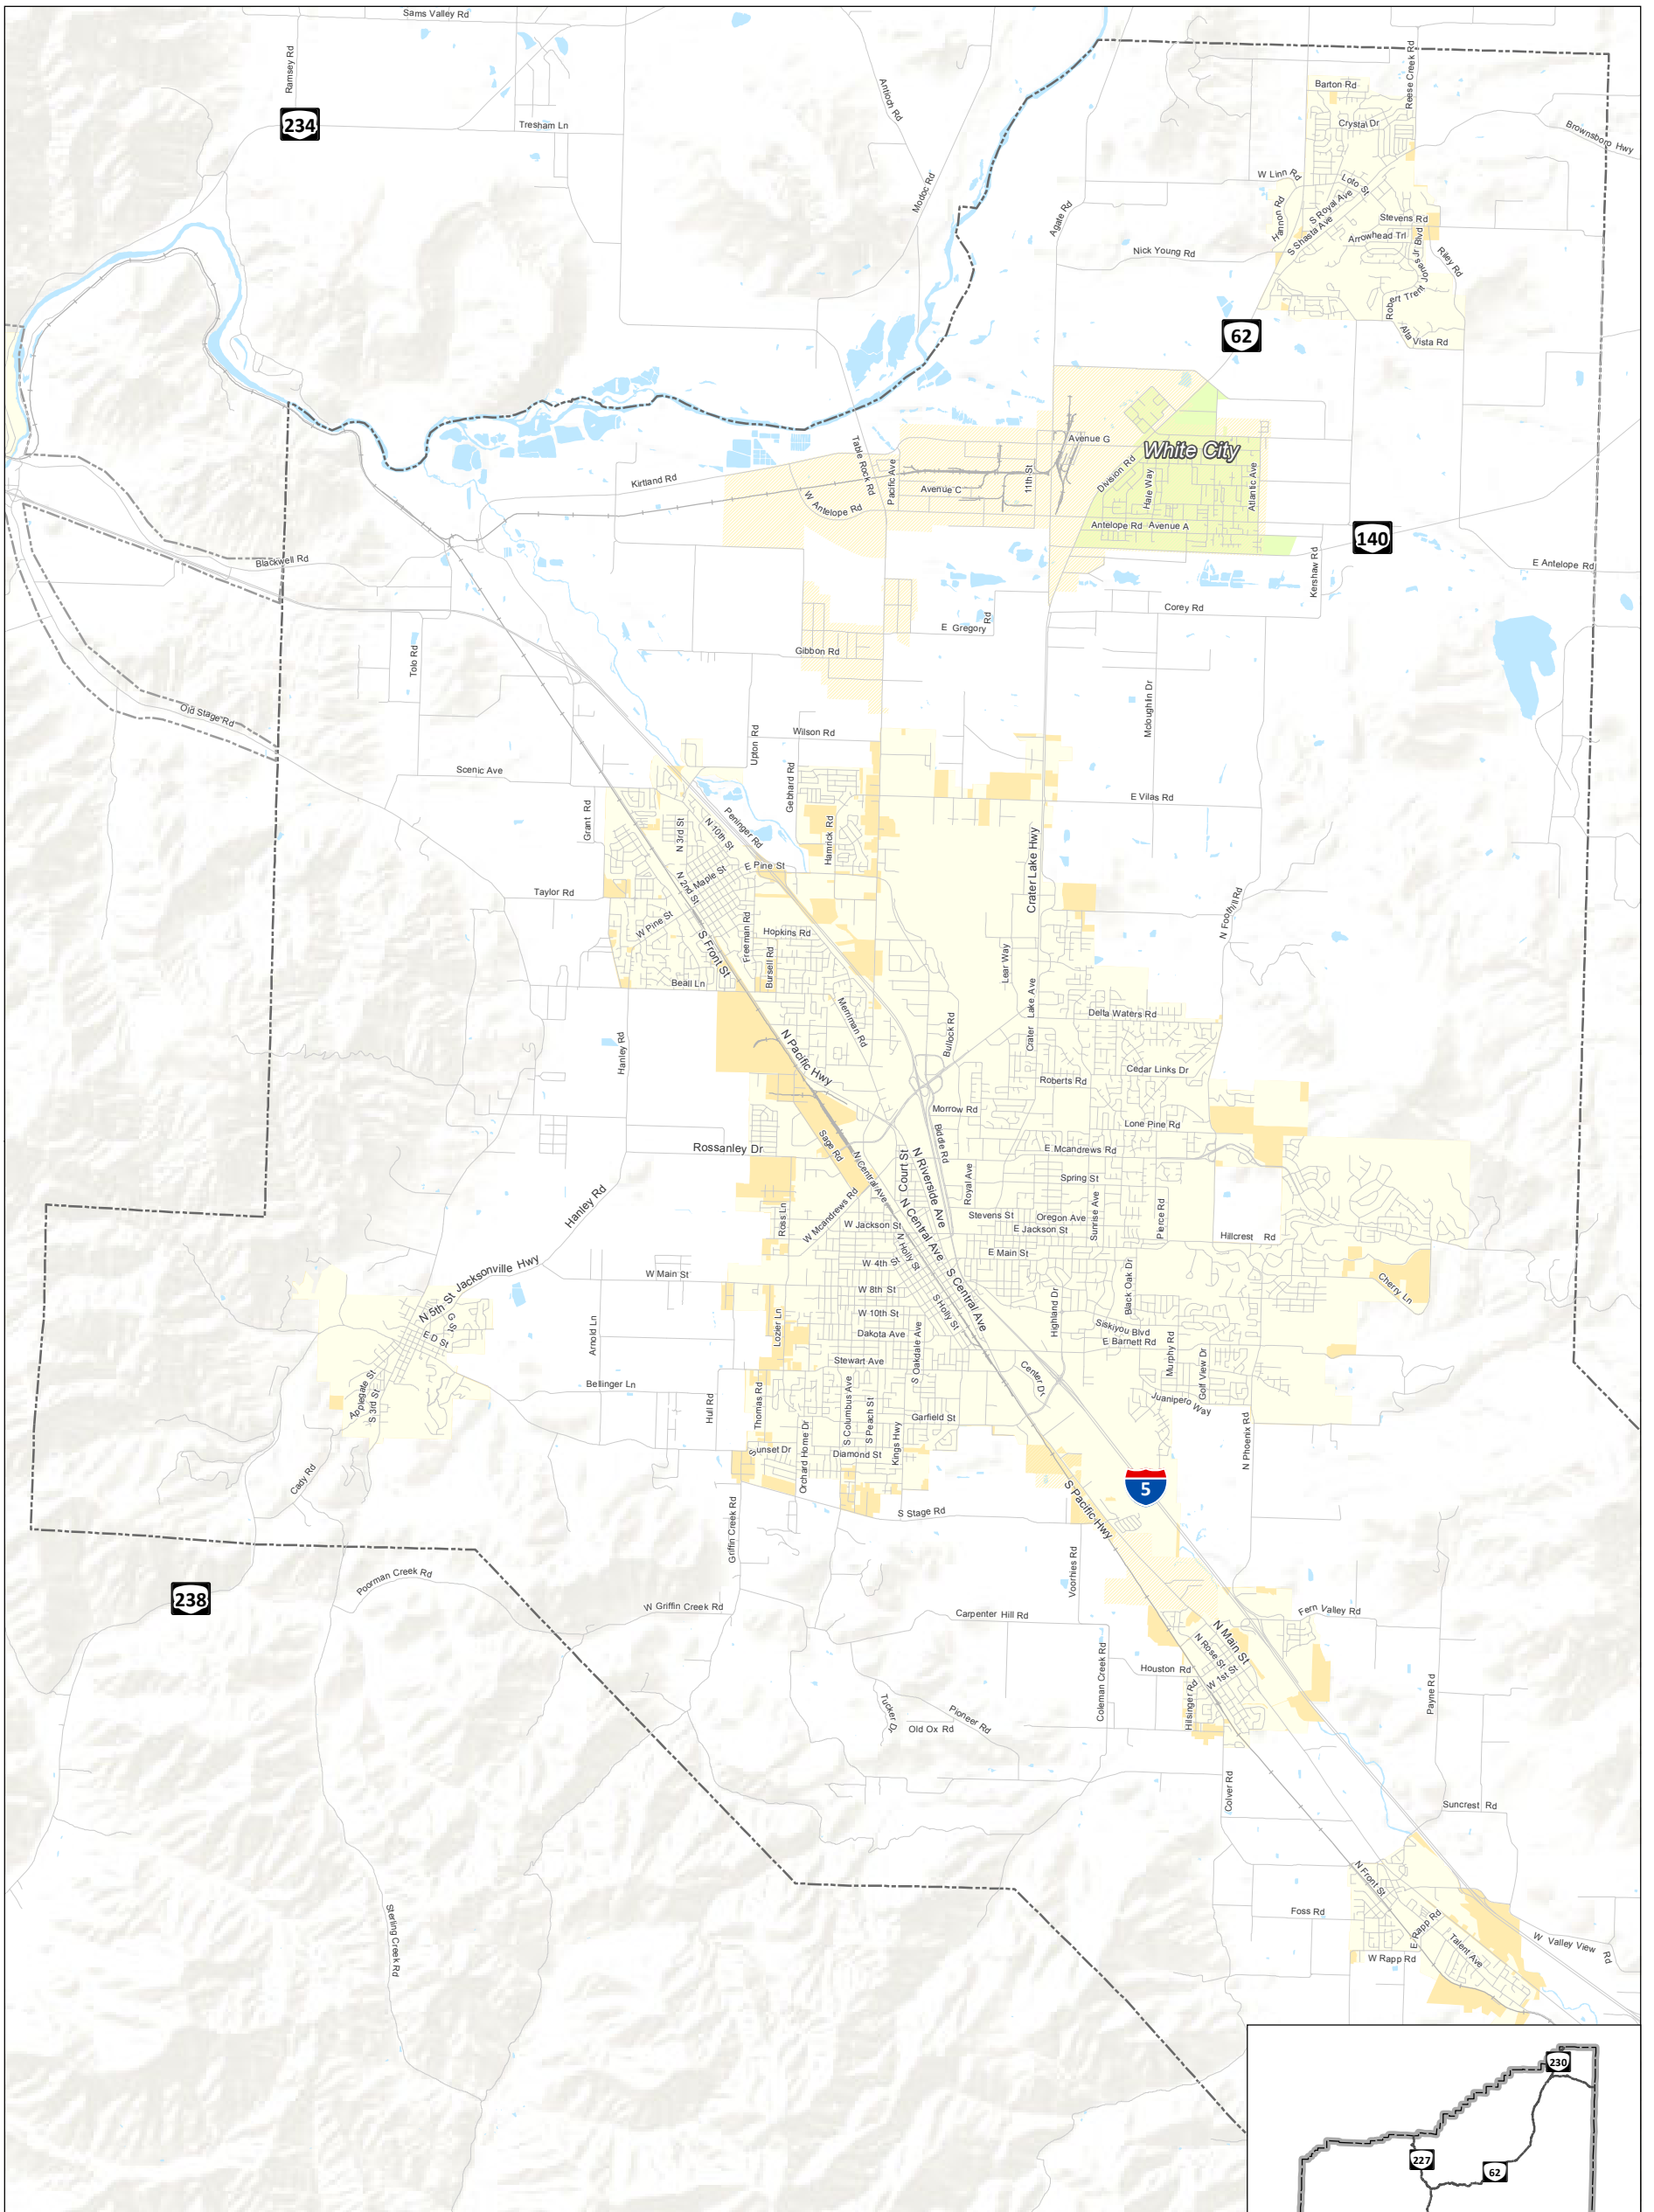 Sams Valley Rd
Ramsey Rd
234
Tresham Ln
Antioch Rd
Modoc Rd
Reese Creek Rd
Barton Rd
Crystal Dr
Brownsboro Hwy
W Linn Rd
Loto St
S Royal Ave
Hannon Rd
S Shasta Ave
Stevens Rd
Arrowhead Trl
Agate Rd
Nick Young Rd
Robert Trent Jones Jr Blvd
Riley Rd
62
Alta Vista Rd
Table Rock Rd
Avenue G
White City
Kirtland Rd
Pacific Ave
Avenue C
11th St
Division Rd
Hale Way
Atlantic Ave
W Antelope Rd
Antelope Rd
Avenue A
140
Kershaw Rd
E Antelope Rd
Blackwell Rd
Corey Rd
E Gregory Rd
Gibbon Rd
Tolo Rd
Old Stage Rd
Mcloughlin Dr
Upton Rd
Wilson Rd
Scenic Ave
Gebhard Rd
E Vilas Rd
Grant Rd
N 3rd St
N 10th St
Peninger Rd
Hamrick Rd
Crater Lake Hwy
E Pine St
Maple St
N 2nd St
Taylor Rd
N Foothill Rd
W Pine St
Freeman Rd
Hopkins Rd
S Front St
Bursell Rd
Lear Way
Beall Ln
Merriman Rd
Crater Lake Ave
Delta Waters Rd
Bullock Rd
Hanley Rd
N Pacific Hwy
Cedar Links Dr
Roberts Rd
Morrow Rd
Biddle Rd
Lone Pine Rd
Rossanley Dr
Sage Rd
E Mcandrews Rd
N Central Ave
Court St
N Riverside Ave
Royal Ave
Spring St
Hanley Rd
Ross Ln
W Mcandrews Rd
Stevens St
Oregon Ave
Sunrise Ave
Pierce Rd
W Jackson St
N Central Ave
E Jackson St
Hillcrest Rd
N Holly St
E Main St
Jacksonville Hwy
W Main St
W 4th St
W 8th St
S Central Ave
Black Oak Dr
Cherry Ln
N 5th St
G St
E D St
Arnold Ln
Lozier Ln
W 10th St
S Holly St
Highland Dr
Siskiyou Blvd
Dakota Ave
E Barnett Rd
S Oakdale Ave
Murphy Rd
Golf View Dr
Stewart Ave
Center Dr
Applegate St
S 3rd St
Bellinger Ln
Hull Rd
Thomas Rd
S Columbus Ave
S Peach St
Juanipero Way
Garfield St
N Phoenix Rd
Orchard Home Dr
Kings Hwy
Sunset Dr
Diamond St
Cady Rd
5
S Pacific Hwy
Griffin Creek Rd
S Stage Rd
Voorhies Rd
Poorman Creek Rd
238
W Griffin Creek Rd
Carpenter Hill Rd
Fern Valley Rd
N Main St
N Rose St
W 1st St
Houston Rd
Coleman Creek Rd
Hilsinger Rd
Payne Rd
Tucker Dr
Pioneer Rd
Old Ox Rd
Colver Rd
Suncrest Rd
N Front St
Sterling Creek Rd
Foss Rd
E Rapp Rd
Talent Ave
W Valley View Rd
W Rapp Rd
230
227
62